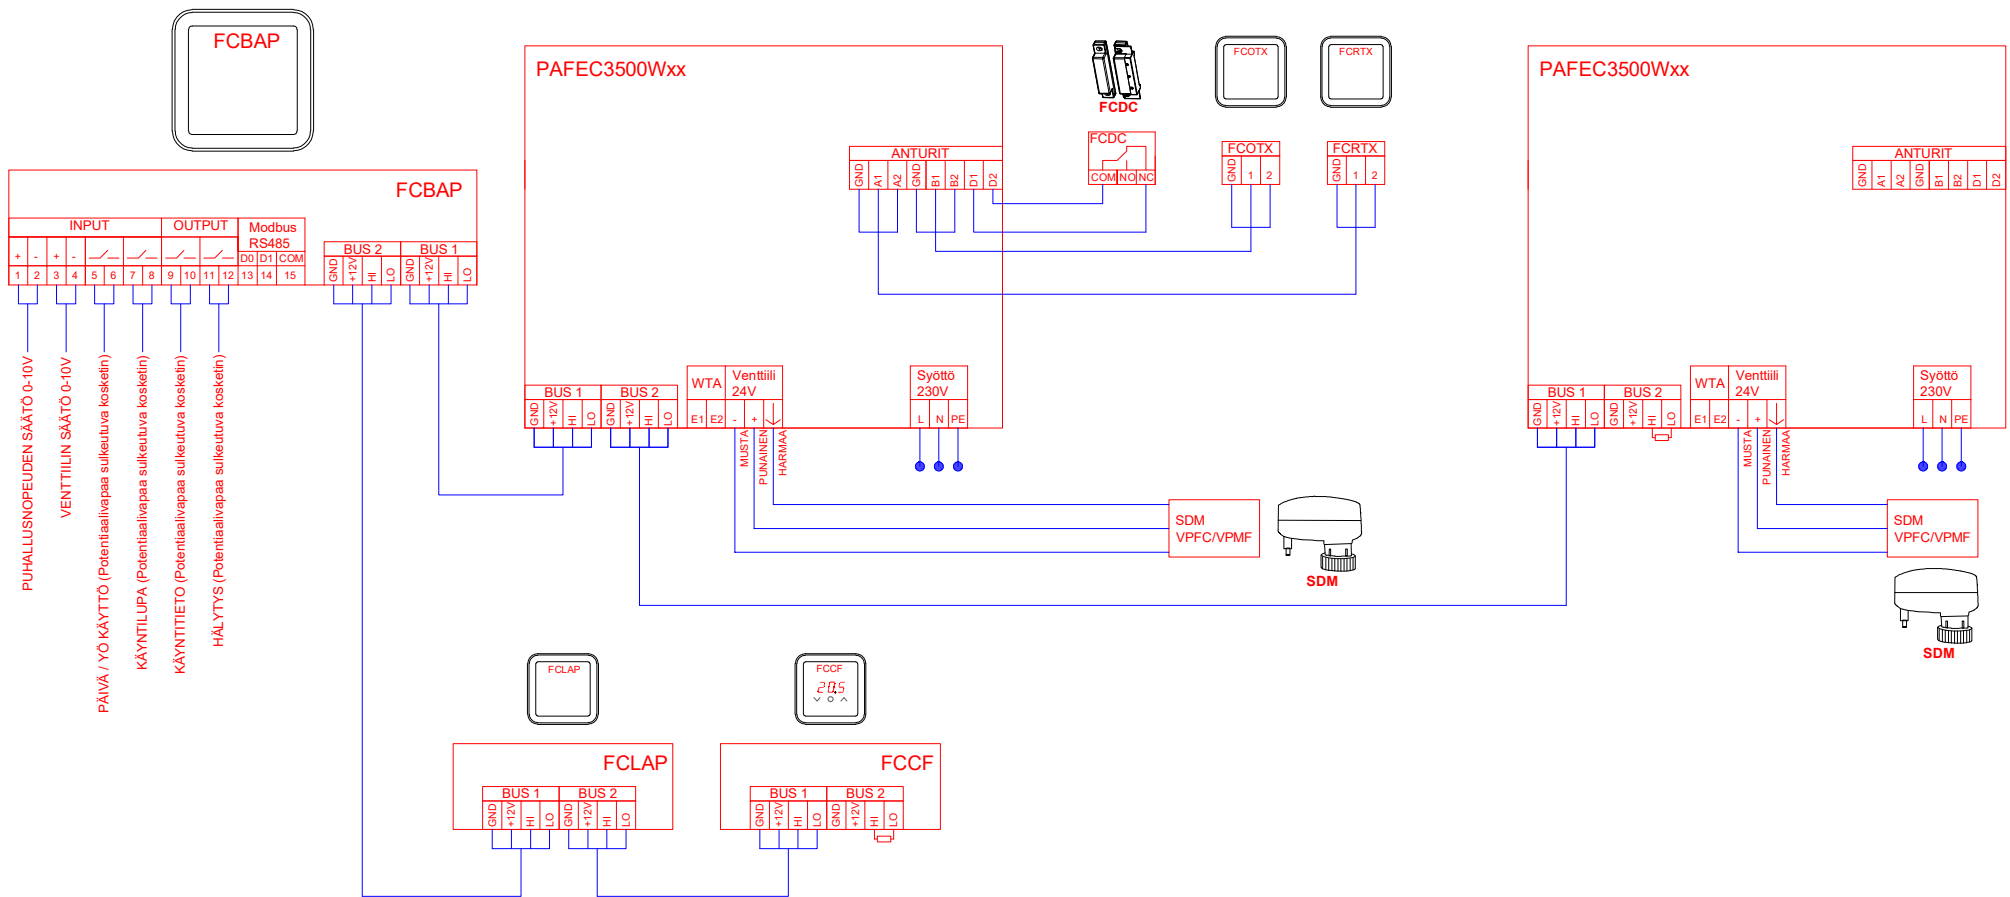 FCBAP
FCBAP
INPUT
OUTPUT
Modbus
RS485
+ - + -
D0 D1 COM
1 2 3 4 5 6 7 8 9 10 11 12 13 14 15
BUS 2
GND +12V HI LO
BUS 1
GND +12V HI LO
PUHALLUSNOPEUDEN SÄÄTÖ 0-10V
VENTTIILIN SÄÄTÖ 0-10V
PÄIVÄ / YÖ KÄYTTÖ (Potentiaalivapaa sulkeutuva kosketin)
KÄYNTILUPA (Potentiaalivapaa sulkeutuva kosketin)
KÄYNTITIETO (Potentiaalivapaa sulkeutuva kosketin)
HÄLYTYS (Potentiaalivapaa sulkeutuva kosketin)
PAFEC3500Wxx
ANTURIT
GND A1 A2 GND B1 B2 D1 D2
BUS 1
GND +12V HI LO
BUS 2
GND +12V HI LO
WTA
E1 E2
Venttiili
24V
- +
MUSTA
PUNAINEN
HARMAA
Syöttö
230V
L N PE
FCDC
FCDC
COM NO NC
FCOTX
FCOTX
GND 1 2
FCRTX
FCRTX
GND 1 2
SDM
VPFC/VPMF
SDM
PAFEC3500Wxx
ANTURIT
GND A1 A2 GND B1 B2 D1 D2
BUS 1
GND +12V HI LO
BUS 2
GND +12V HI LO
WTA
E1 E2
Venttiili
24V
- +
MUSTA
PUNAINEN
HARMAA
Syöttö
230V
L N PE
SDM
VPFC/VPMF
SDM
FCLAP
FCLAP
BUS 1
GND +12V HI LO
BUS 2
GND +12V HI LO
FCCF
20.5
FCCF
BUS 1
GND +12V HI LO
BUS 2
GND +12V HI LO